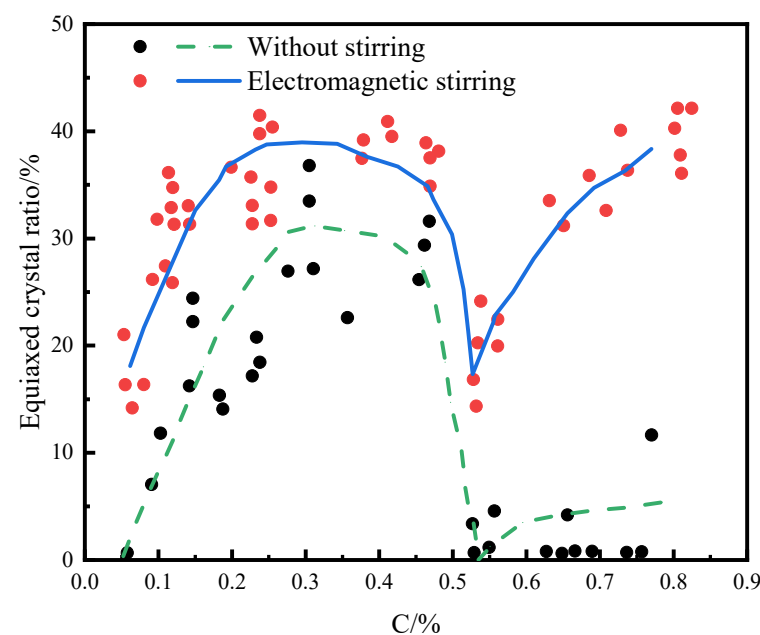 50
40
30
20
10
0
Equiaxed crystal ratio/%
Without stirring
Electromagnetic stirring
0.0 0.1 0.2 0.3 0.4 0.5 0.6 0.7 0.8 0.9
C/%